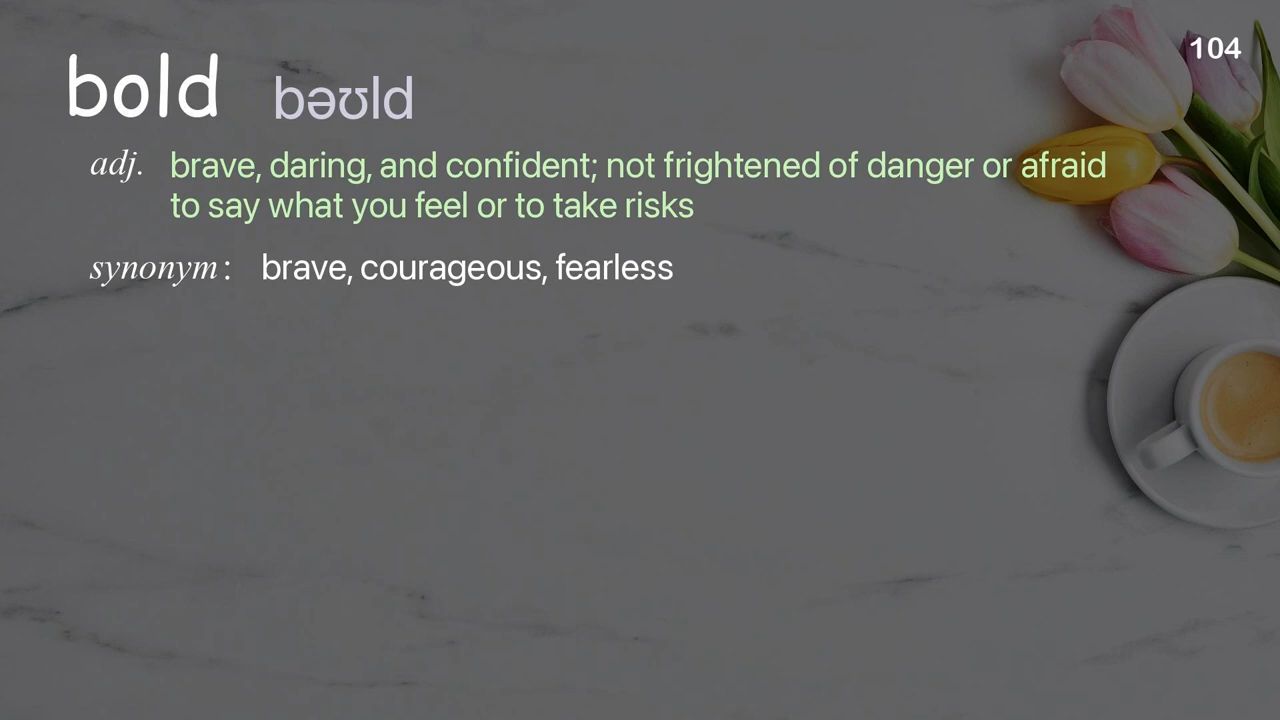 104
bold bəʊld
adj. brave, daring, and confident; not frightened of danger or afraid
to say what you feel or to take risks
synonym: brave, courageous, fearless